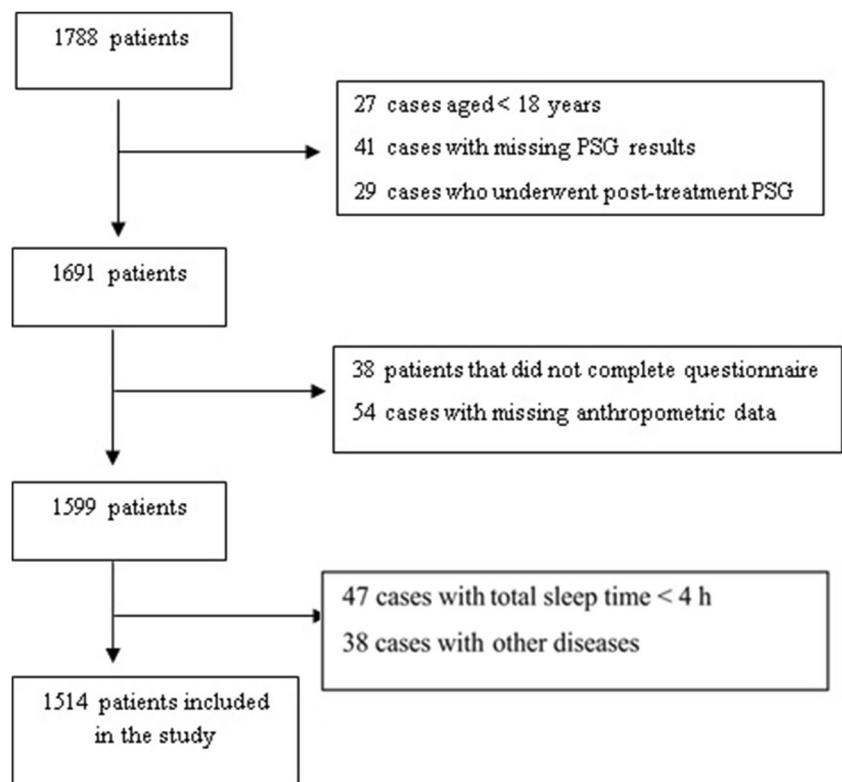 1788 patients
27 cases aged < 18 years
41 cases with missing PSG results
29 cases who underwent post-treatment PSG
1691 patients
38 patients that did not complete questionnaire
54 cases with missing anthropometric data
1599 patients
47 cases with total sleep time < 4 h
38 cases with other diseases
1514 patients included
in the study